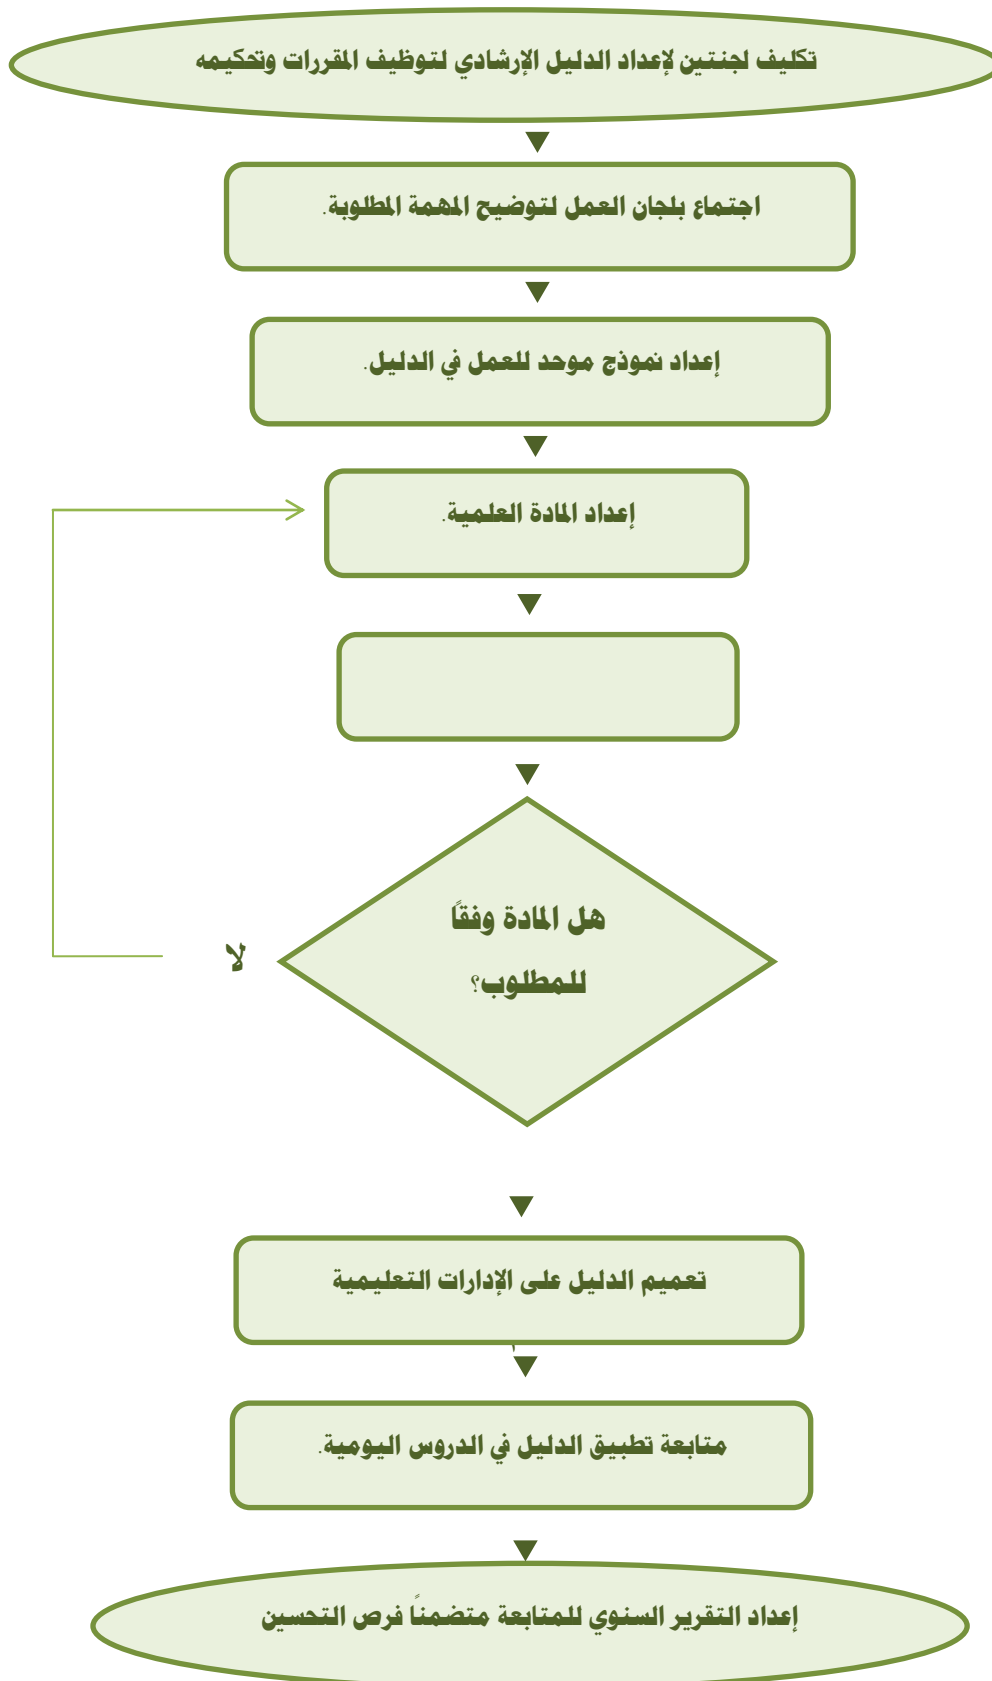 تكليف لجنتين لإعداد الدليل الإرشادي لتوظيف المقررات وتحكيمه
اجتماع بلجان العمل لتوضيح المهمة المطلوبة.
إعداد نموذج موحد للعمل في الدليل.
إعداد المادة العلمية.
هل المادة وفقًا
للمطلوب؟
لا
تعميم الدليل على الإدارات التعليمية
متابعة تطبيق الدليل في الدروس اليومية.
إعداد التقرير السنوي للمتابعة متضمنًا فرص التحسين